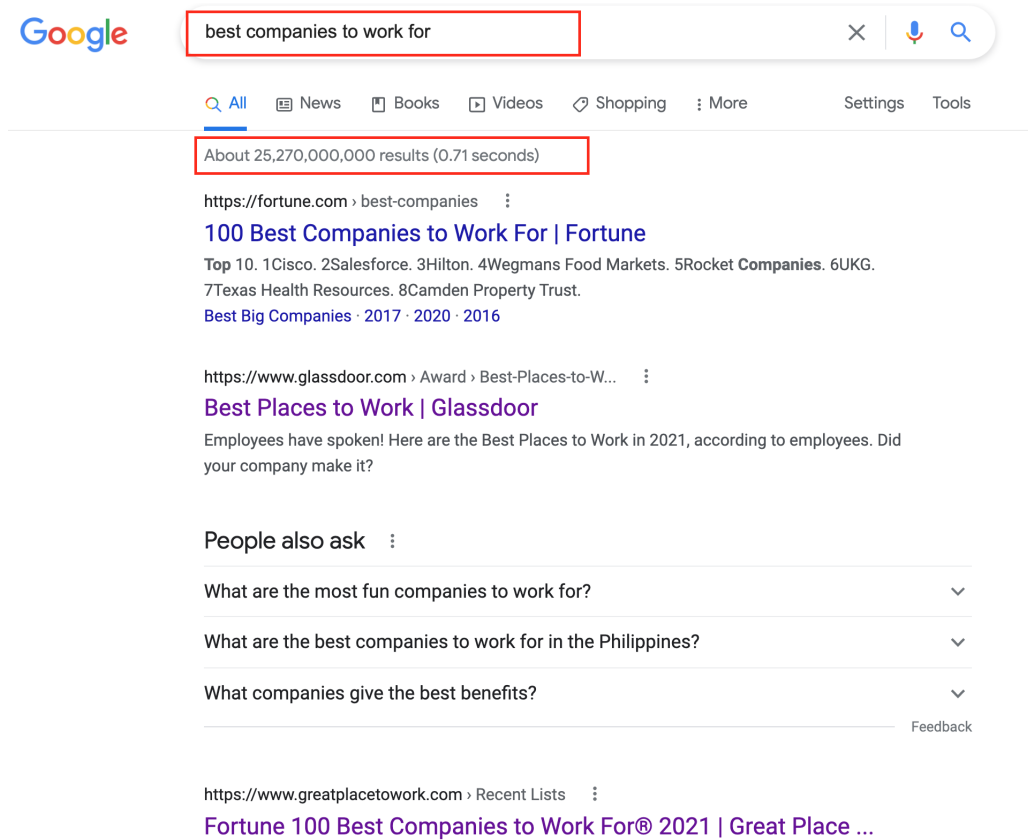 Google
best companies to work for
All News Books Videos Shopping More Settings Tools
About 25,270,000,000 results (0.71 seconds)
https://fortune.com › best-companies
100 Best Companies to Work For | Fortune
Top 10. 1Cisco. 2Salesforce. 3Hilton. 4Wegmans Food Markets. 5Rocket Companies. 6UKG.
7Texas Health Resources. 8Camden Property Trust.
Best Big Companies · 2017 · 2020 · 2016
https://www.glassdoor.com › Award › Best-Places-to-W...
Best Places to Work | Glassdoor
Employees have spoken! Here are the Best Places to Work in 2021, according to employees. Did
your company make it?
People also ask
What are the most fun companies to work for?
What are the best companies to work for in the Philippines?
What companies give the best benefits?
Feedback
https://www.greatplacetowork.com › Recent Lists
Fortune 100 Best Companies to Work For® 2021 | Great Place ...